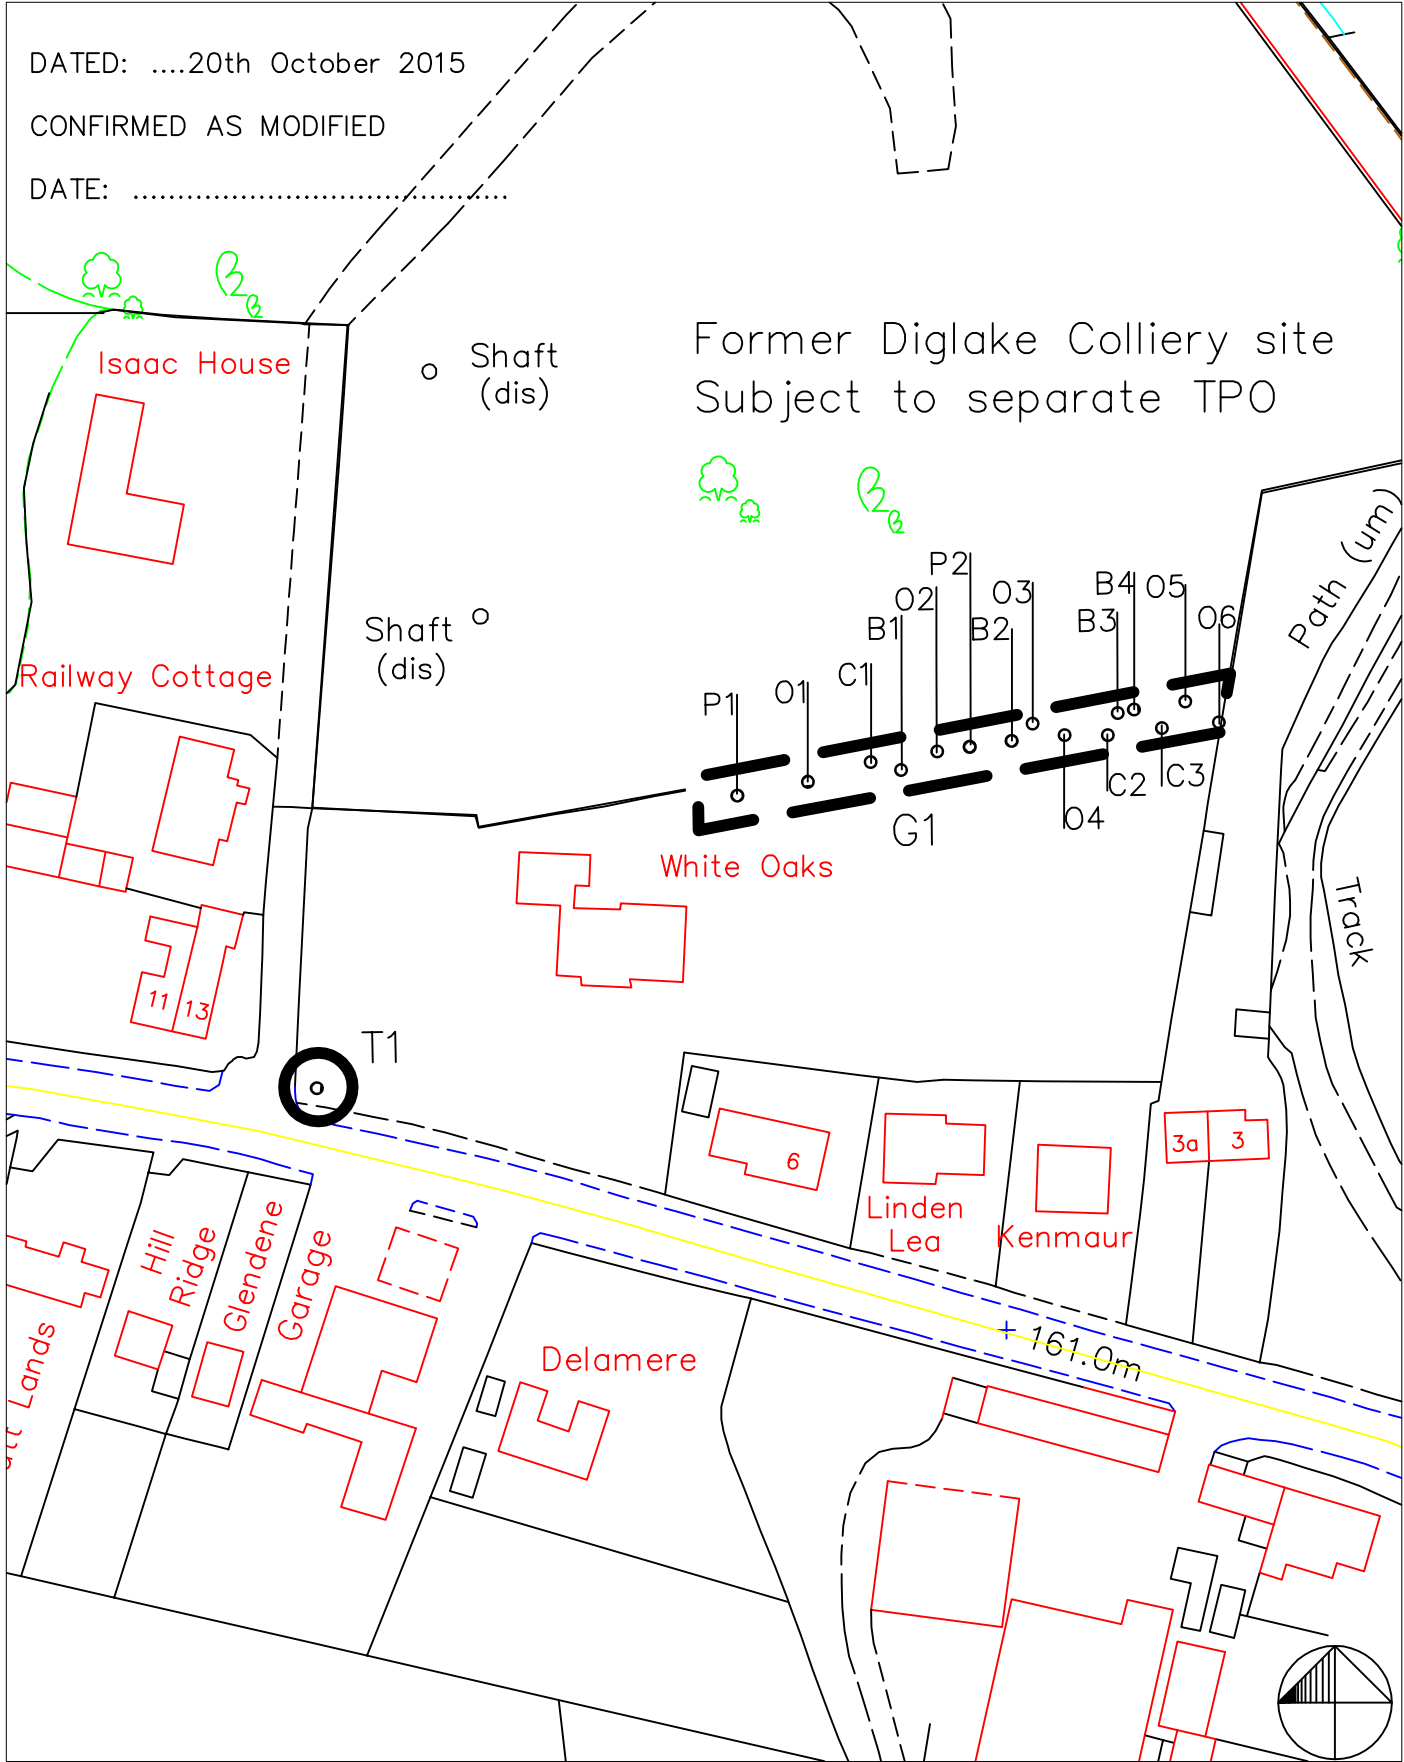 DATED: ....20th October 2015
CONFIRMED AS MODIFIED
DATE: ..........................................
Isaac House
Shaft
(dis)
Former Diglake Colliery site
Subject to separate TPO
Path (um)
Shaft
(dis)
Railway Cottage
P1
O1
C1
B1
O2
P2
B2
O3
B3
B4
O5
O6
O4
C2
C3
G1
White Oaks
Track
11
13
T1
6
3a
3
Linden
Lea
Kenmaur
Hill
Ridge
Glendene
Garage
161.0m
Delamere
Lands